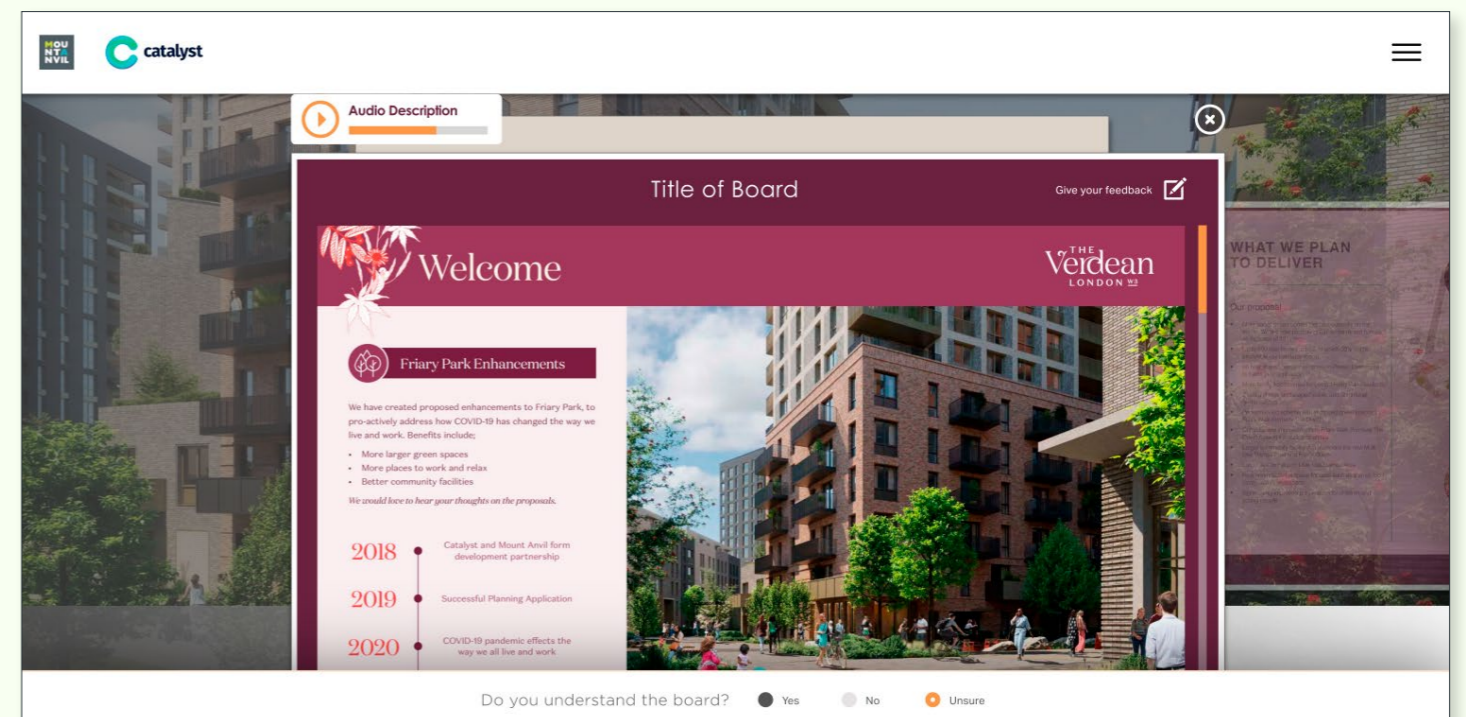 MOU
NTA
NVIL
catalyst
Audio Description
Title of Board
Give your feedback
Welcome
THE
Verdean
LONDON W3
WHAT WE PLAN
TO DELIVER
Our proposal
Friary Park Enhancements
We have created proposed enhancements to Friary Park, to
pro-actively address how COVID-19 has changed the way we
live and work. Benefits include;
• More larger green spaces
• More places to work and relax
• Better community facilities
We would love to hear your thoughts on the proposals.
2018 Catalyst and Mount Anvil form
development partnership
2019 Successful Planning Application
2020 COVID-19 pandemic effects the
way we all live and work
Do you understand the board? Yes No Unsure